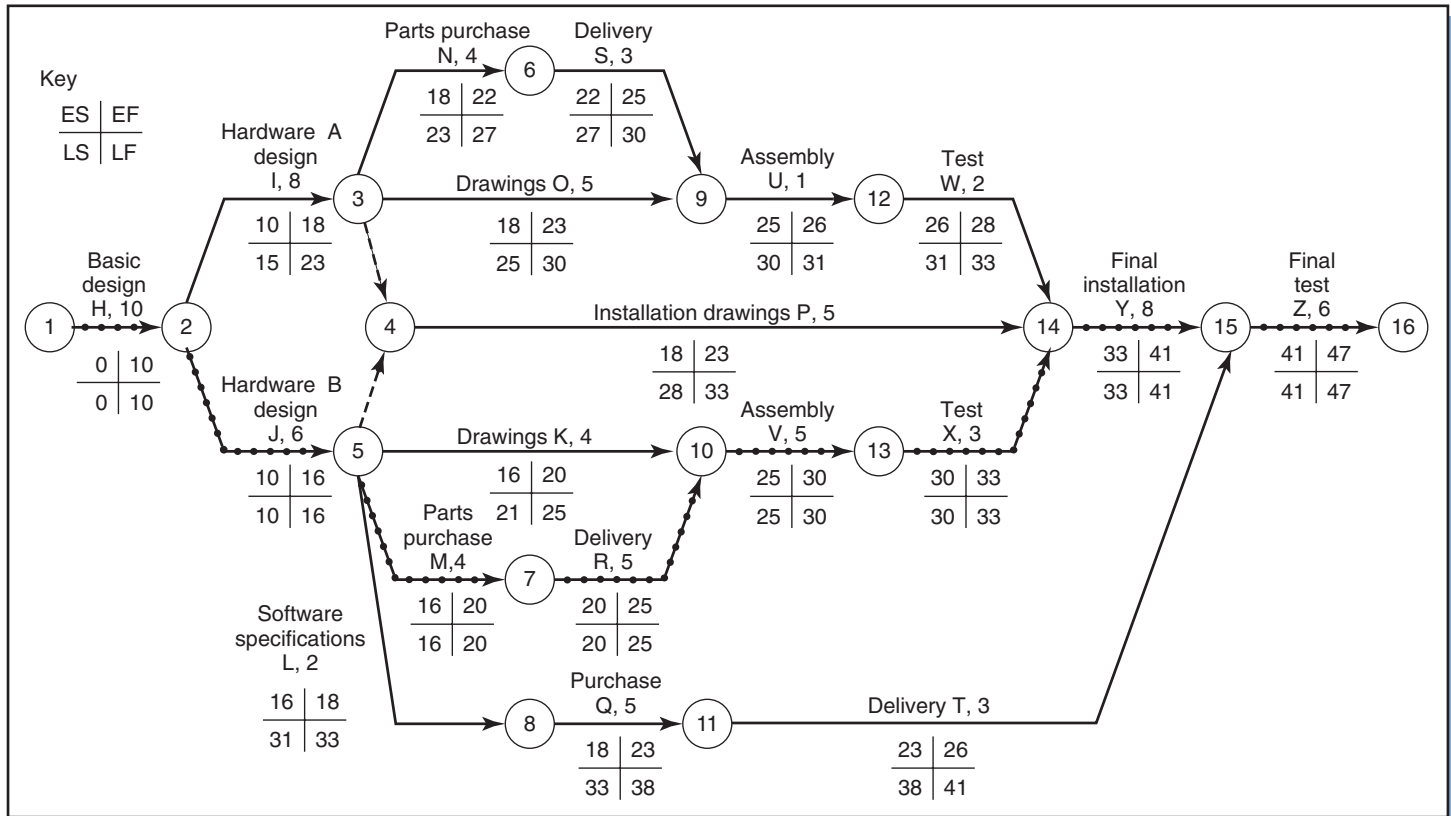 Key
ES EF
LS LF
Parts purchase
N, 4
6
Delivery
S, 3
18 22
23 27
22 25
27 30
Hardware A
design
I, 8
3
10 18
15 23
Drawings O, 5
18 23
25 30
9
Assembly
U, 1
25 26
30 31
12
Test
W, 2
26 28
31 33
Basic
design
H, 10
1
2
0 10
0 10
4
Installation drawings P, 5
18 23
28 33
14
Final
installation
Y, 8
33 41
33 41
15
Final
test
Z, 6
41 47
41 47
16
Hardware B
design
J, 6
5
10 16
10 16
Drawings K, 4
16 20
21 25
10
Assembly
V, 5
25 30
25 30
13
Test
X, 3
30 33
30 33
Parts
purchase
M,4
7
16 20
16 20
Delivery
R, 5
20 25
20 25
Software
specifications
L, 2
16 18
31 33
8
Purchase
Q, 5
18 23
33 38
11
Delivery T, 3
23 26
38 41